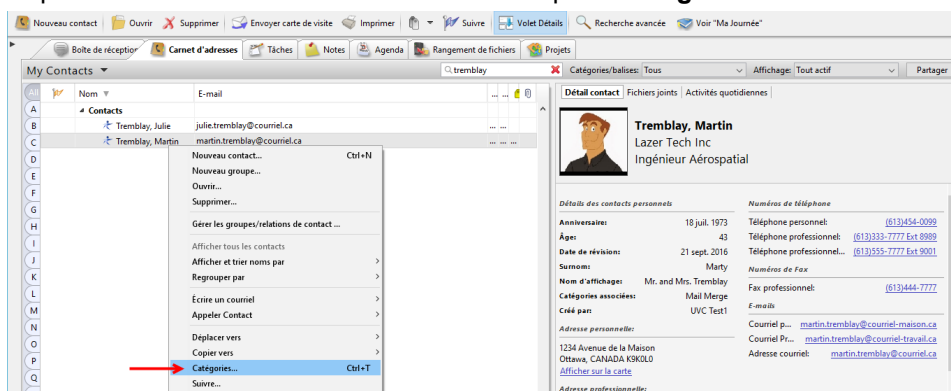 Nouveau contact Ouvrir Supprimer Envoyer carte de visite Imprimer Suivre Volet Détails Recherche avancée Voir "Ma Journée"
Boîte de réception Carnet d'adresses Tâches Notes Agenda Rangement de fichiers Projets
My Contacts tremblay Catégories/balises: Tous Affichage: Tout actif Partager
All Nom E-mail ... ...
A
B
C
D
E
F
G
H
I
J
K
L
M
N
O
P
Q
Contacts
Tremblay, Julie julie.tremblay@courriel.ca ... ...
Tremblay, Martin martin.tremblay@courriel.ca ... ... ...
Nouveau contact... Ctrl+N
Nouveau groupe...
Ouvrir...
Supprimer...
Gérer les groupes/relations de contact ...
Afficher tous les contacts
Afficher et trier noms par
Regrouper par
Écrire un courriel
Appeler Contact
Déplacer vers
Copier vers
Catégories... Ctrl+T
Suivre...
Détail contact Fichiers joints Activités quotidiennes
Tremblay, Martin
Lazer Tech Inc
Ingénieur Aérospatial
Détails des contacts personnels
Anniversaire: 18 juil. 1973
Âge: 43
Date de révision: 21 sept. 2016
Surnom: Marty
Nom d'affichage: Mr. and Mrs. Tremblay
Catégories associées: Mail Merge
Créé par: UVC Test1
Adresse personnelle:
1234 Avenue de la Maison
Ottawa, CANADA K9K0L0
Afficher sur la carte
Adresse professionnelle:
Numéros de téléphone
Téléphone personnel: (613)454-0099
Téléphone professionnel: (613)333-7777 Ext 8989
Téléphone professionnel... (613)555-7777 Ext 9001
Numéros de Fax
Fax professionnel: (613)444-7777
E-mails
Courriel p... martin.tremblay@courriel-maison.ca
Courriel Pr... martin.tremblay@courriel-travail.ca
Adresse courriel: martin.tremblay@courriel.ca